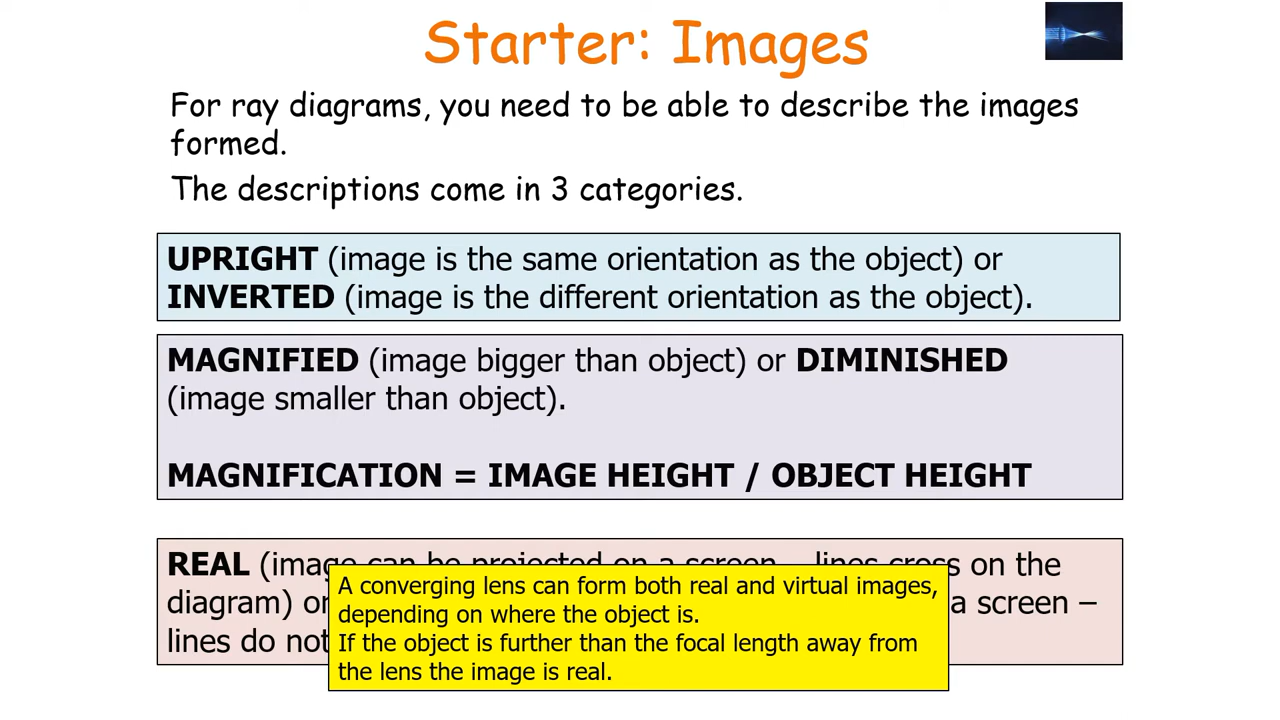 Starter: Images
For ray diagrams, you need to be able to describe the images
formed.
The descriptions come in 3 categories.
UPRIGHT (image is the same orientation as the object) or
INVERTED (image is the different orientation as the object).
MAGNIFIED (image bigger than object) or DIMINISHED
(image smaller than object).
MAGNIFICATION = IMAGE HEIGHT / OBJECT HEIGHT
REAL (image can be projected on a screen – lines cross on the
diagram) or a screen –
lines do not
A converging lens can form both real and virtual images,
depending on where the object is.
If the object is further than the focal length away from
the lens the image is real.